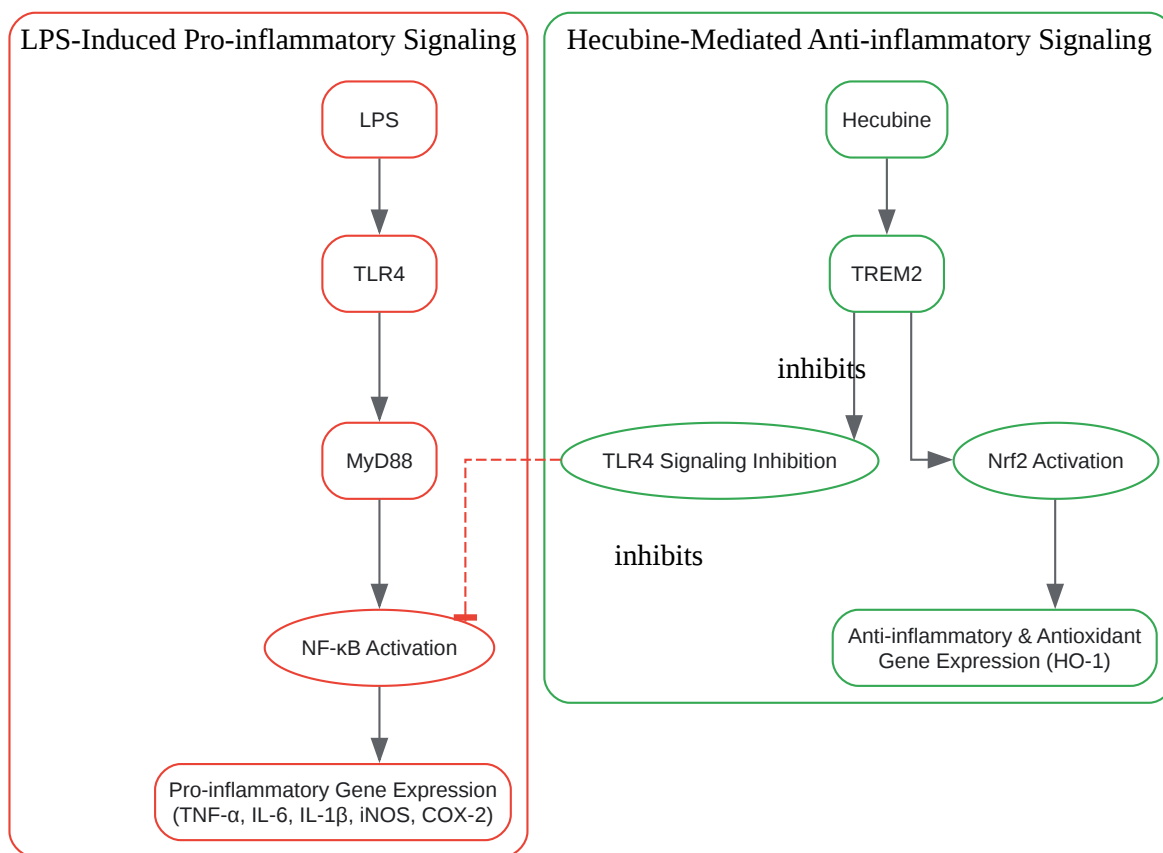 LPS-Induced Pro-inflammatory Signaling
LPS
TLR4
MyD88
NF-κB Activation
Pro-inflammatory Gene Expression
(TNF-α, IL-6, IL-1β, iNOS, COX-2)
Hecubine-Mediated Anti-inflammatory Signaling
Hecubine
TREM2
inhibits
TLR4 Signaling Inhibition
Nrf2 Activation
inhibits
Anti-inflammatory & Antioxidant
Gene Expression (HO-1)